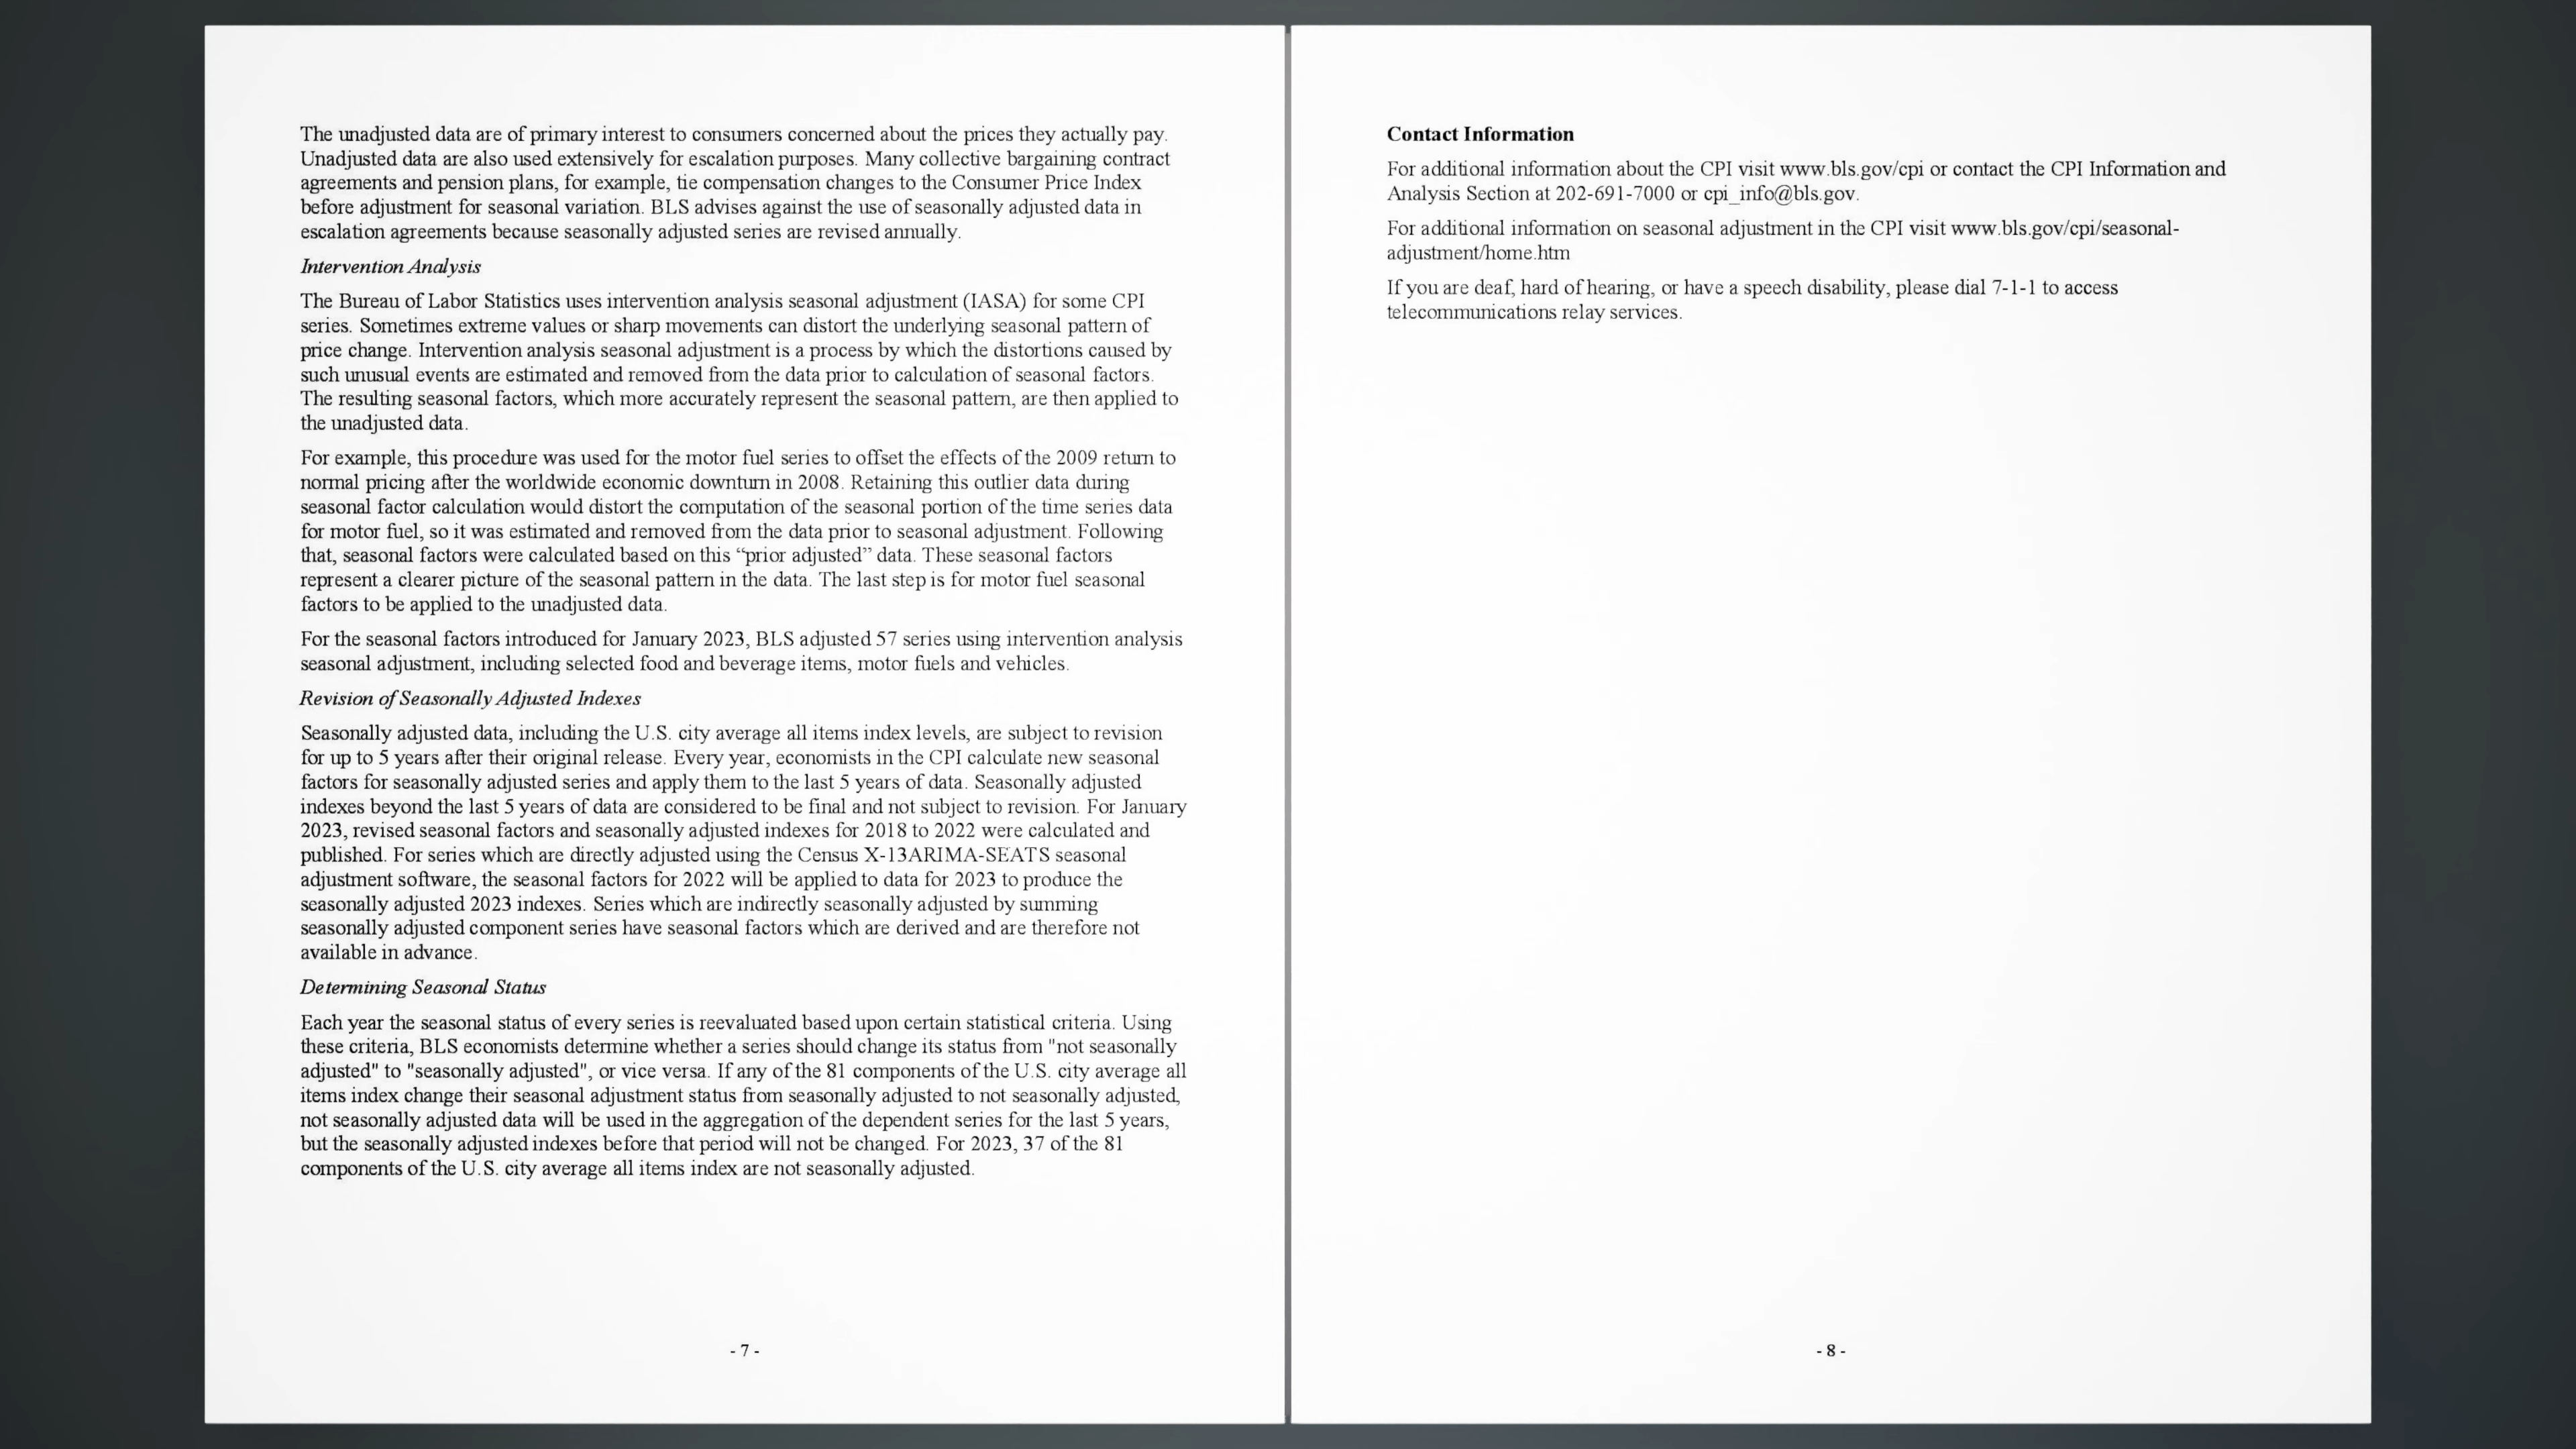 The unadjusted data are of primary interest to consumers concerned about the prices they actually pay.
Unadjusted data are also used extensively for escalation purposes. Many collective bargaining contract
agreements and pension plans, for example, tie compensation changes to the Consumer Price Index
before adjustment for seasonal variation. BLS advises against the use of seasonally adjusted data in
escalation agreements because seasonally adjusted series are revised annually.
Intervention Analysis
The Bureau of Labor Statistics uses intervention analysis seasonal adjustment (IASA) for some CPI
series. Sometimes extreme values or sharp movements can distort the underlying seasonal pattern of
price change. Intervention analysis seasonal adjustment is a process by which the distortions caused by
such unusual events are estimated and removed from the data prior to calculation of seasonal factors.
The resulting seasonal factors, which more accurately represent the seasonal pattern, are then applied to
the unadjusted data.
For example, this procedure was used for the motor fuel series to offset the effects of the 2009 return to
normal pricing after the worldwide economic downturn in 2008. Retaining this outlier data during
seasonal factor calculation would distort the computation of the seasonal portion of the time series data
for motor fuel, so it was estimated and removed from the data prior to seasonal adjustment. Following
that, seasonal factors were calculated based on this “prior adjusted” data. These seasonal factors
represent a clearer picture of the seasonal pattern in the data. The last step is for motor fuel seasonal
factors to be applied to the unadjusted data.
For the seasonal factors introduced for January 2023, BLS adjusted 57 series using intervention analysis
seasonal adjustment, including selected food and beverage items, motor fuels and vehicles.
Revision of Seasonally Adjusted Indexes
Seasonally adjusted data, including the U.S. city average all items index levels, are subject to revision
for up to 5 years after their original release. Every year, economists in the CPI calculate new seasonal
factors for seasonally adjusted series and apply them to the last 5 years of data. Seasonally adjusted
indexes beyond the last 5 years of data are considered to be final and not subject to revision. For January
2023, revised seasonal factors and seasonally adjusted indexes for 2018 to 2022 were calculated and
published. For series which are directly adjusted using the Census X-13ARIMA-SEATS seasonal
adjustment software, the seasonal factors for 2022 will be applied to data for 2023 to produce the
seasonally adjusted 2023 indexes. Series which are indirectly seasonally adjusted by summing
seasonally adjusted component series have seasonal factors which are derived and are therefore not
available in advance.
Determining Seasonal Status
Each year the seasonal status of every series is reevaluated based upon certain statistical criteria. Using
these criteria, BLS economists determine whether a series should change its status from "not seasonally
adjusted" to "seasonally adjusted", or vice versa. If any of the 81 components of the U.S. city average all
items index change their seasonal adjustment status from seasonally adjusted to not seasonally adjusted,
not seasonally adjusted data will be used in the aggregation of the dependent series for the last 5 years,
but the seasonally adjusted indexes before that period will not be changed. For 2023, 37 of the 81
components of the U.S. city average all items index are not seasonally adjusted.
- 7 -
Contact Information
For additional information about the CPI visit www.bls.gov/cpi or contact the CPI Information and
Analysis Section at 202-691-7000 or cpi_info@bls.gov.
For additional information on seasonal adjustment in the CPI visit www.bls.gov/cpi/seasonal-
adjustment/home.htm
If you are deaf, hard of hearing, or have a speech disability, please dial 7-1-1 to access
telecommunications relay services.
- 8 -